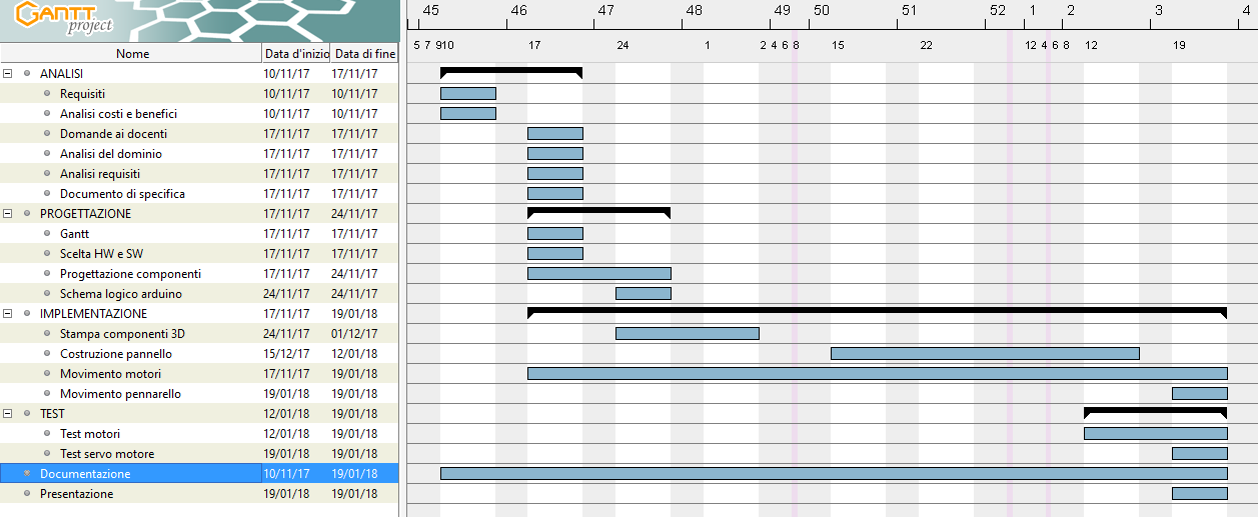 GANTT
project
45 46 47 48 49 50 51 52 1 2 3 4
5 7 910 17 24 1 2 4 6 8 15 22 12 4 6 8 12 19
Nome Data d'inizio Data di fine
ANALISI 10/11/17 17/11/17
Requisiti 10/11/17 10/11/17
Analisi costi e benefici 10/11/17 10/11/17
Domande ai docenti 17/11/17 17/11/17
Analisi del dominio 17/11/17 17/11/17
Analisi requisiti 17/11/17 17/11/17
Documento di specifica 17/11/17 17/11/17
PROGETTAZIONE 17/11/17 24/11/17
Gantt 17/11/17 17/11/17
Scelta HW e SW 17/11/17 17/11/17
Progettazione componenti 17/11/17 24/11/17
Schema logico arduino 24/11/17 24/11/17
IMPLEMENTAZIONE 17/11/17 19/01/18
Stampa componenti 3D 24/11/17 01/12/17
Costruzione pannello 15/12/17 12/01/18
Movimento motori 17/11/17 19/01/18
Movimento pennarello 19/01/18 19/01/18
TEST 12/01/18 19/01/18
Test motori 12/01/18 19/01/18
Test servo motore 19/01/18 19/01/18
Documentazione 10/11/17 19/01/18
Presentazione 19/01/18 19/01/18